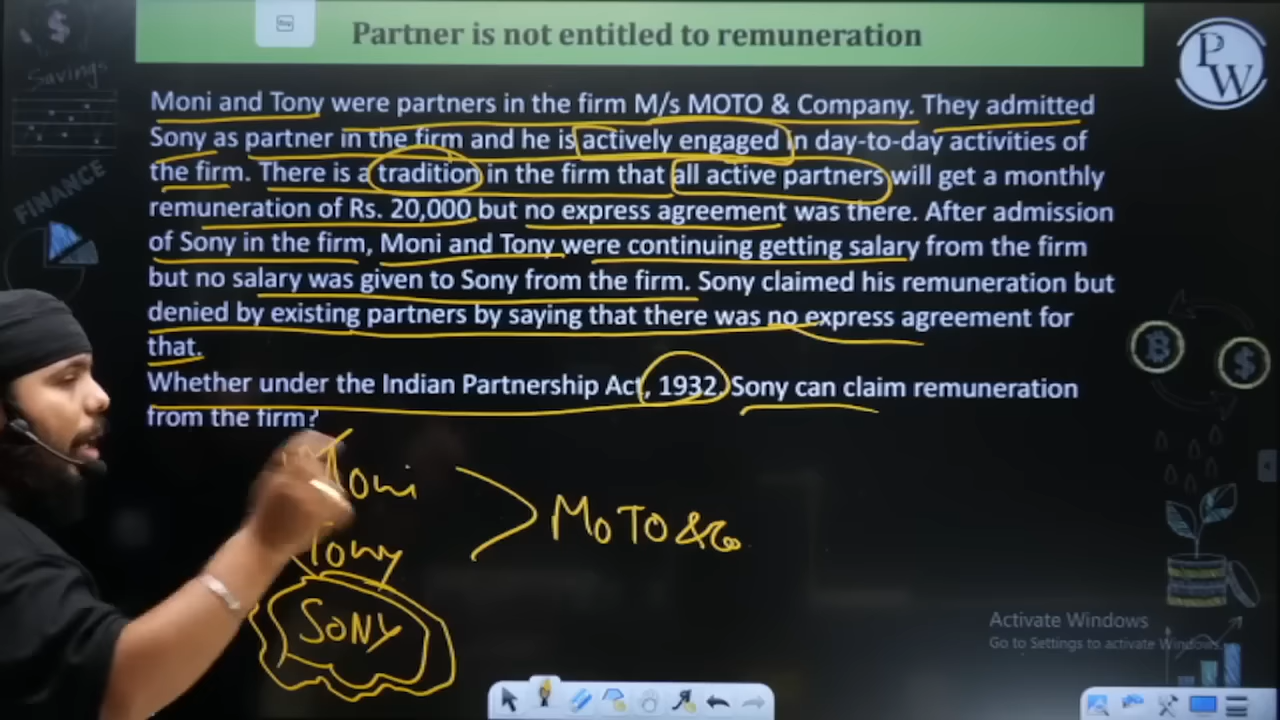 Partner is not entitled to remuneration
PW
Savings
FINANCE
Moni and Tony were partners in the firm M/s MOTO & Company. They admitted
Sony as partner in the firm and he is actively engaged in day-to-day activities of
the firm. There is a tradition in the firm that all active partners will get a monthly
remuneration of Rs. 20,000 but no express agreement was there. After admission
of Sony in the firm, Moni and Tony were continuing getting salary from the firm
but no salary was given to Sony from the firm. Sony claimed his remuneration but
denied by existing partners by saying that there was no express agreement for
that.
Whether under the Indian Partnership Act, 1932, Sony can claim remuneration
from the firm?
Moni
Tony
SONY
MOTO & Co
Activate Windows
Go to Settings to activate Windows.